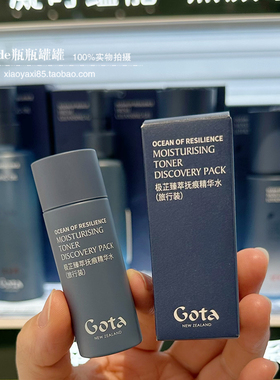 100%实物拍摄
xiaoyaxi65.taobao.com
OCEAN OF RESILIENCE
MOISTURISING
TONER
DISCOVERY PACK
极芷臻萃抚痕精华水
(旅行装)
Gota
NEW ZEALAND
OCEAN OF RESILIENCE
MOISTURISING
TONER
DISCOVERY PACK
极芷臻萃抚痕精华水
(旅行装)
Gota
NEW ZEALAND